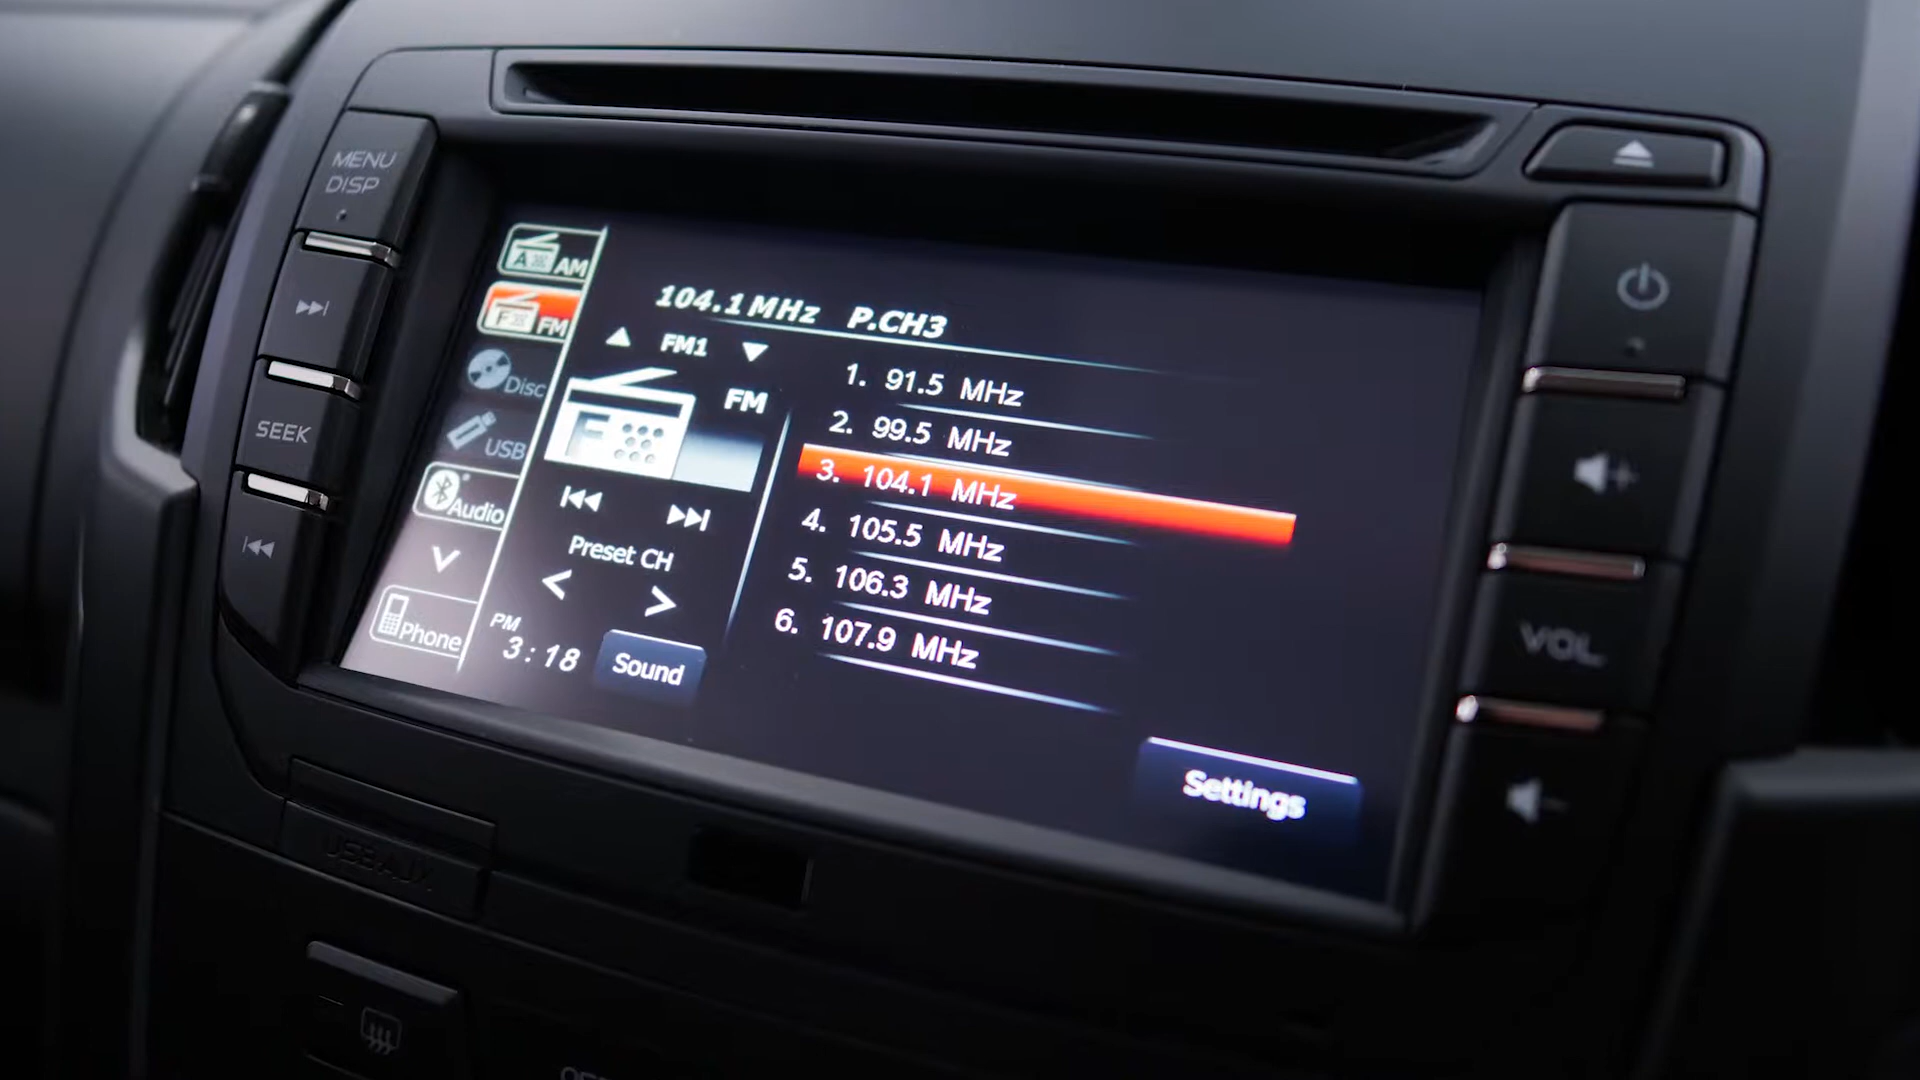 MENU
DISP
SEEK
A AM
F FM
Disc
USB
Audio
Phone
104.1 MHz P.CH3
FM1
FM
F
Preset CH
PM
3:18
Sound
1. 91.5 MHz
2. 99.5 MHz
3. 104.1 MHz
4. 105.5 MHz
5. 106.3 MHz
6. 107.9 MHz
Settings
VOL
USB AUX